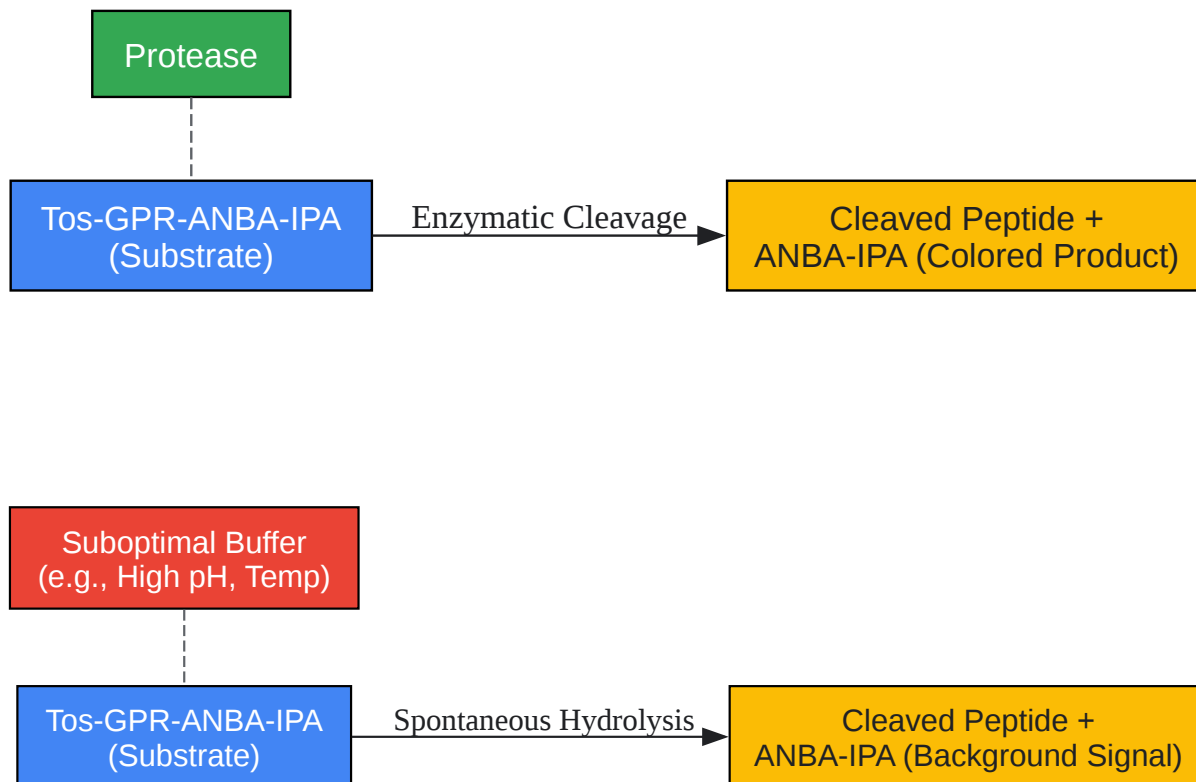 Protease
Tos-GPR-ANBA-IPA
(Substrate)
Enzymatic Cleavage
Cleaved Peptide +
ANBA-IPA (Colored Product)
Suboptimal Buffer
(e.g., High pH, Temp)
Tos-GPR-ANBA-IPA
(Substrate)
Spontaneous Hydrolysis
Cleaved Peptide +
ANBA-IPA (Background Signal)